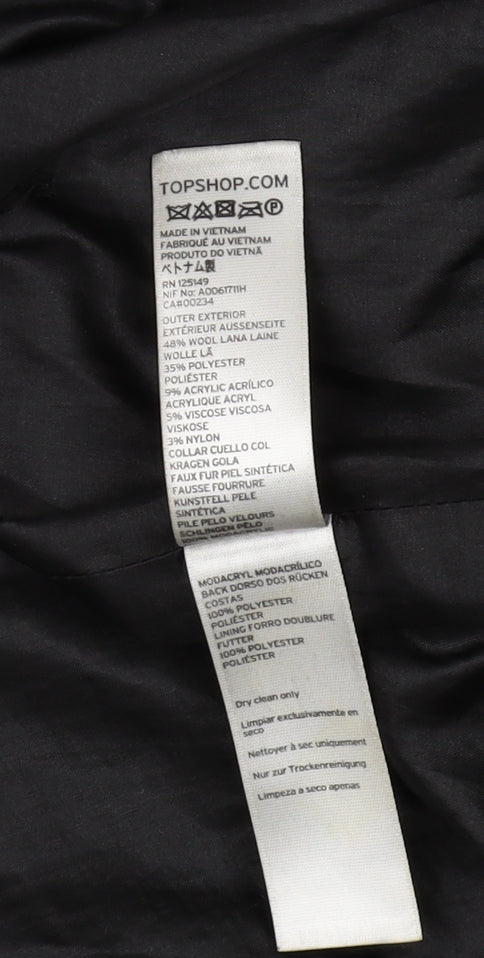 TOPSHOP.COM
MADE IN VIETNAM
FABRIQUÉ AU VIETNAM
PRODUTO DO VIETNÃ
ベトナム製
RN 125149
NIF No: A0061711H
CA#00234
OUTER EXTERIOR
EXTÉRIEUR AUSSENSEITE
48% WOOL LANA LAINE
WOLLE LÃ
35% POLYESTER
POLIÉSTER
9% ACRYLIC ACRÍLICO
ACRYLIQUE ACRYL
5% VISCOSE VISCOSA
VISKOSE
3% NYLON
COLLAR CUELLO COL
KRAGEN GOLA
FAUX FUR PIEL SINTÉTICA
FAUSSE FOURRURE
KUNSTFELL PELE
SINTÉTICA
PILE PELO VELOURS
SCHLINGEN PÊLO
100% MODACRYLIC
MODACRYL MODACRÍLICO
BACK DORSO DOS RÜCKEN
COSTAS
100% POLYESTER
POLIÉSTER
LINING FORRO DOUBLURE
FUTTER
100% POLYESTER
POLIÉSTER
Dry clean only
Limpiar exclusivamente en
seco
Nettoyer à sec uniquement
Nur zur Trockenreinigung
Limpeza a seco apenas